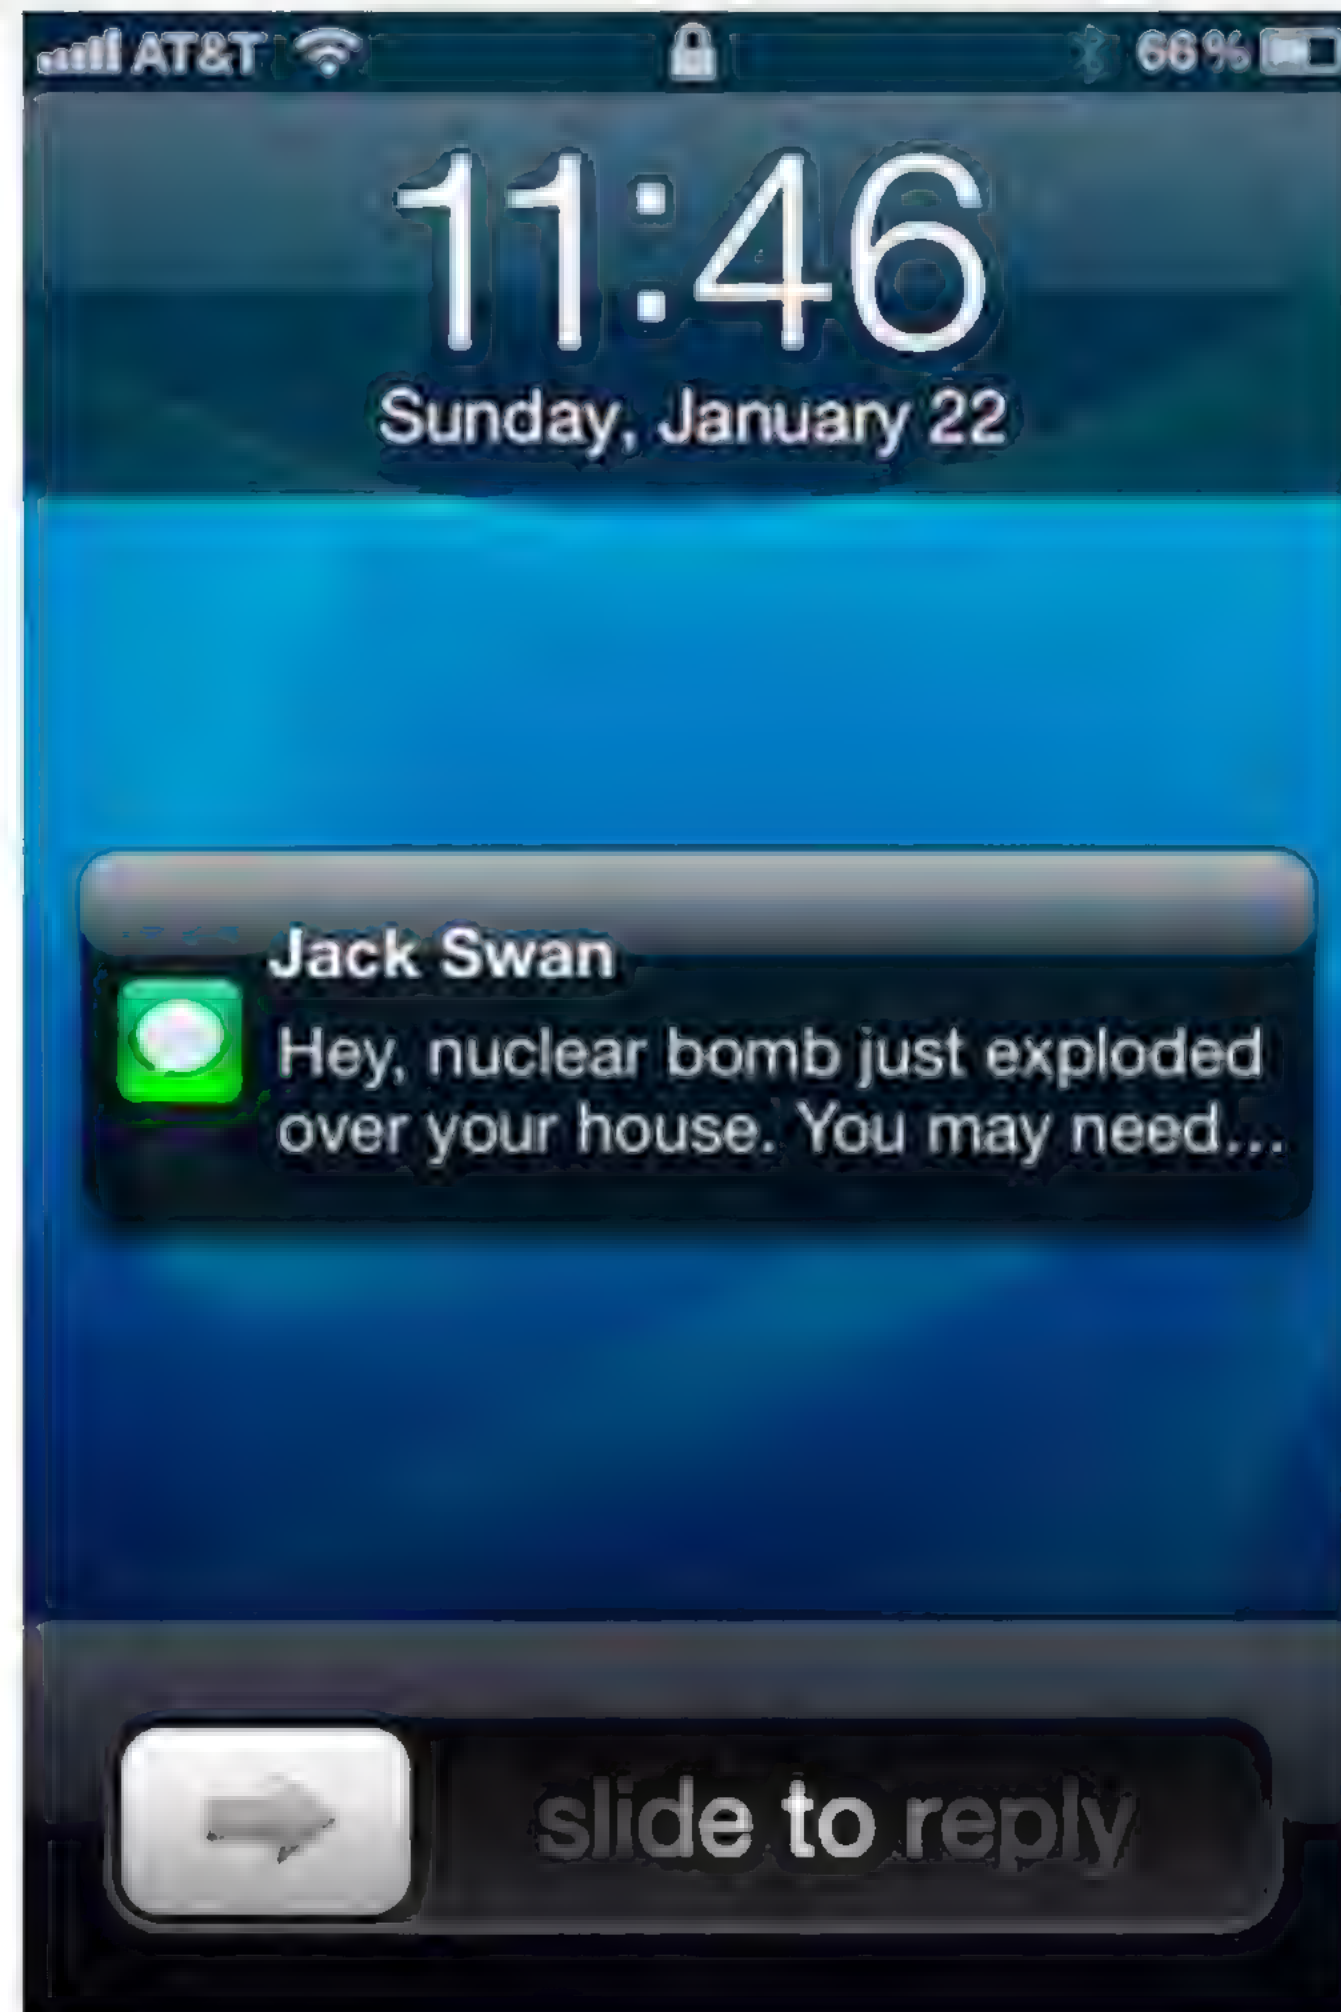 AT&T 66%
11:46
Sunday, January 22
Jack Swan
Hey, nuclear bomb just exploded
over your house. You may need...
slide to reply